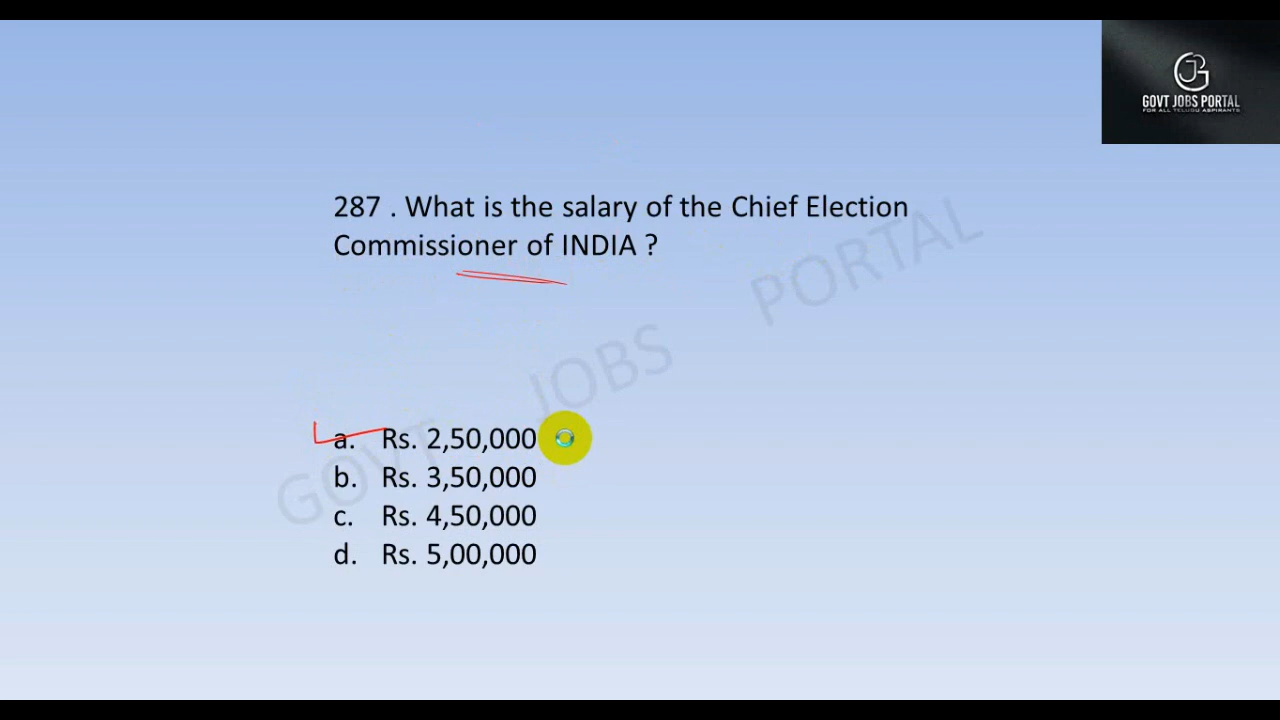 GOVT JOBS PORTAL
FOR ALL TELUGU ASPIRANTS
287 . What is the salary of the Chief Election
Commissioner of INDIA ?
a. Rs. 2,50,000
b. Rs. 3,50,000
c. Rs. 4,50,000
d. Rs. 5,00,000
GOVT JOBS PORTAL